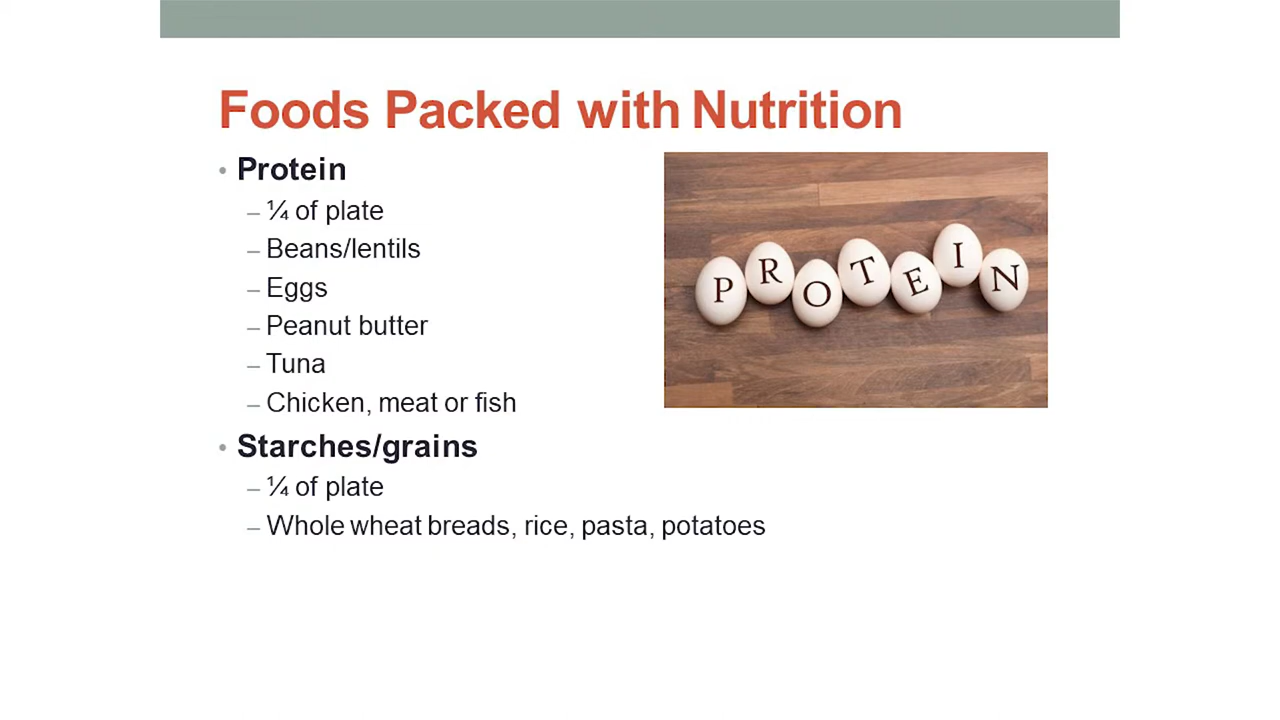 Foods Packed with Nutrition
• Protein
– ¼ of plate
– Beans/lentils
– Eggs
– Peanut butter
– Tuna
– Chicken, meat or fish
• Starches/grains
– ¼ of plate
– Whole wheat breads, rice, pasta, potatoes
PROTEIN